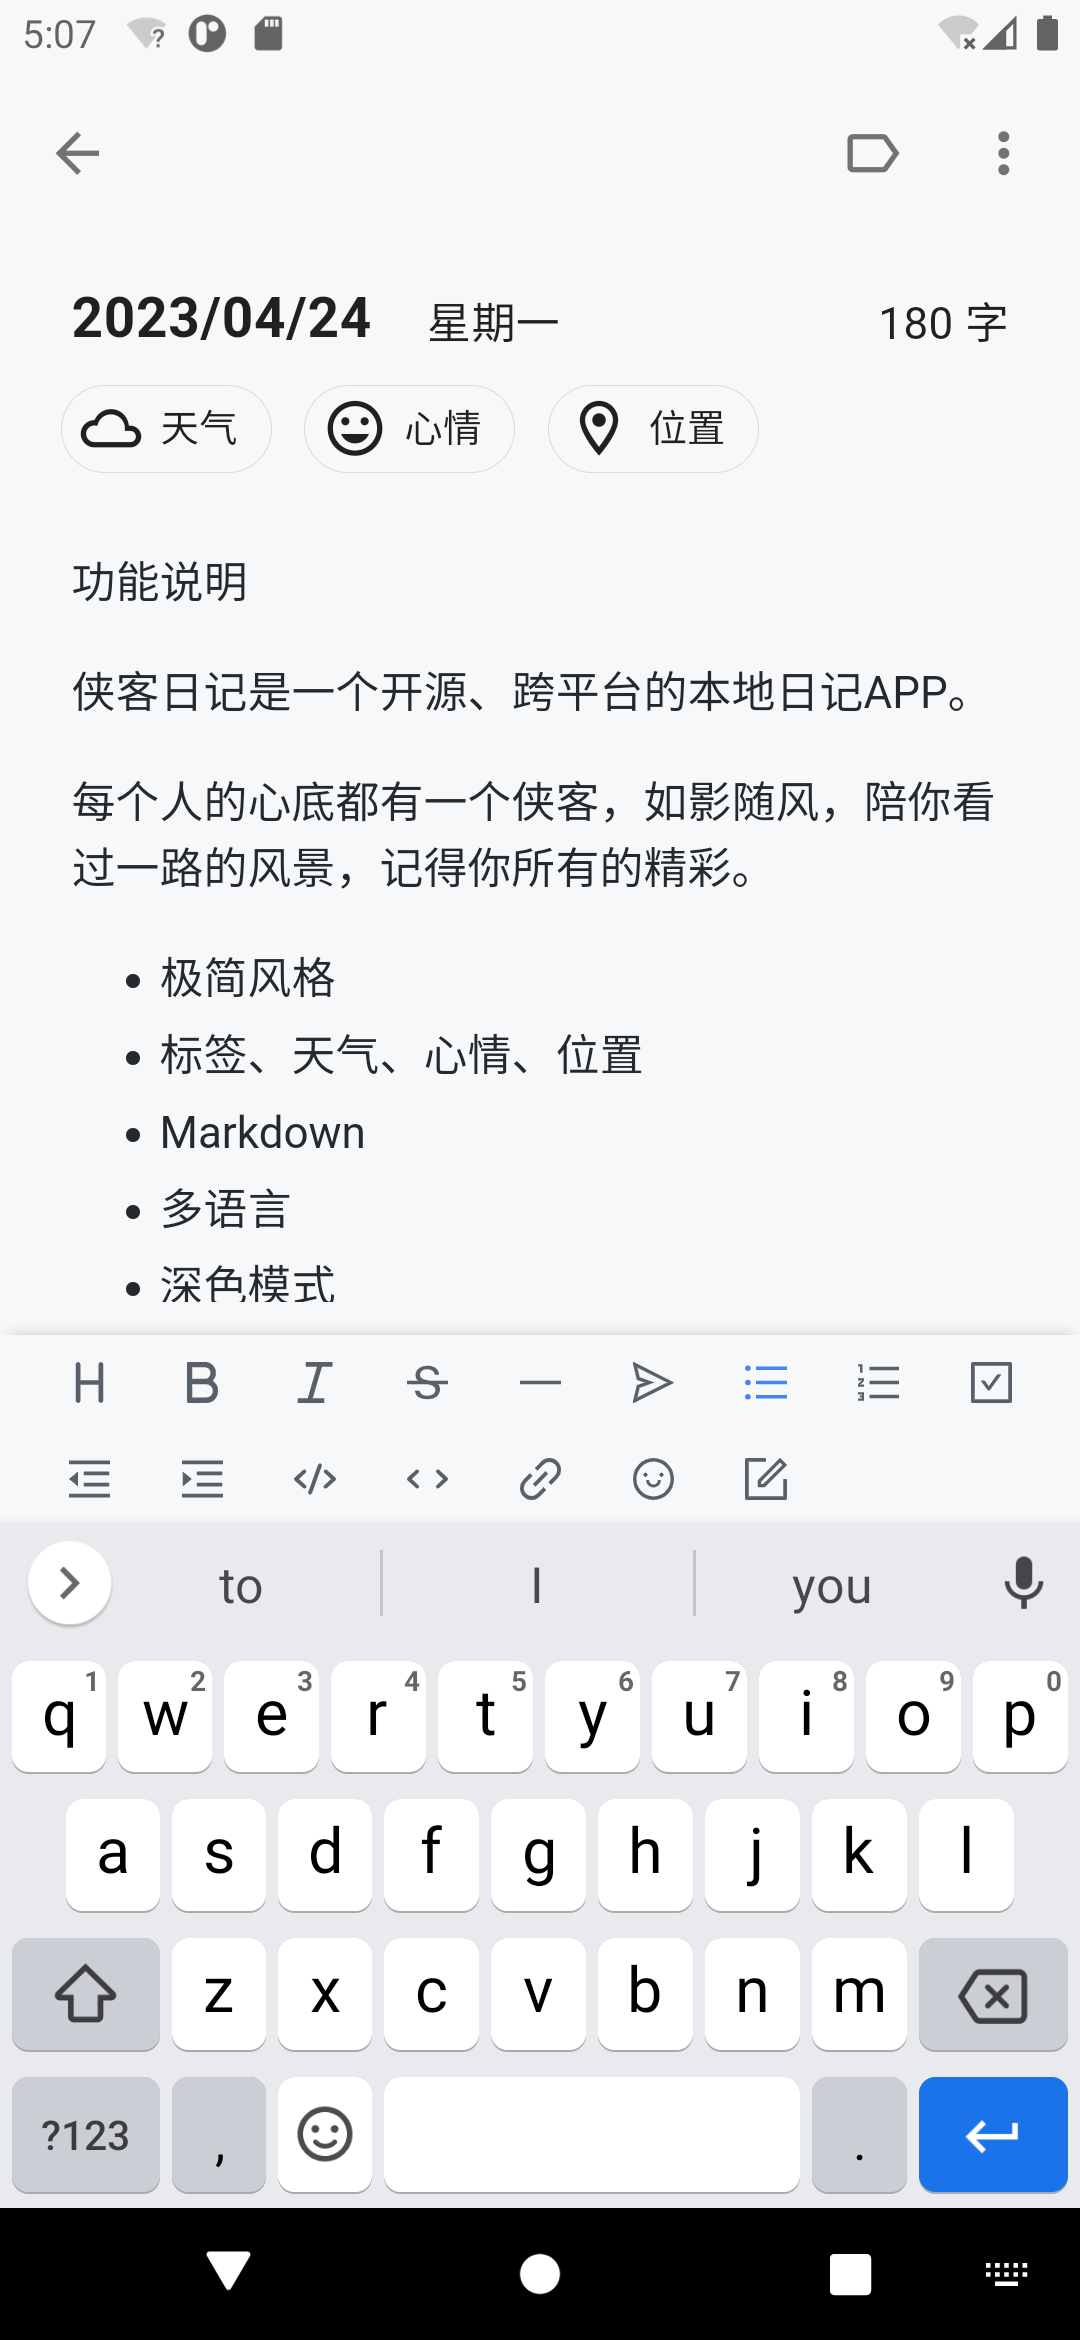 5:07
2023/04/24 星期一 180 字
天气 心情 位置
功能说明
侠客日记是一个开源、跨平台的本地日记APP。
每个人的心底都有一个侠客，如影随风，陪你看
过一路的风景，记得你所有的精彩。
极简风格
标签、天气、心情、位置
Markdown
多语言
深色模式
to I you
1 2 3 4 5 6 7 8 9 0
q w e r t y u i o p
a s d f g h j k l
z x c v b n m
?123 , .